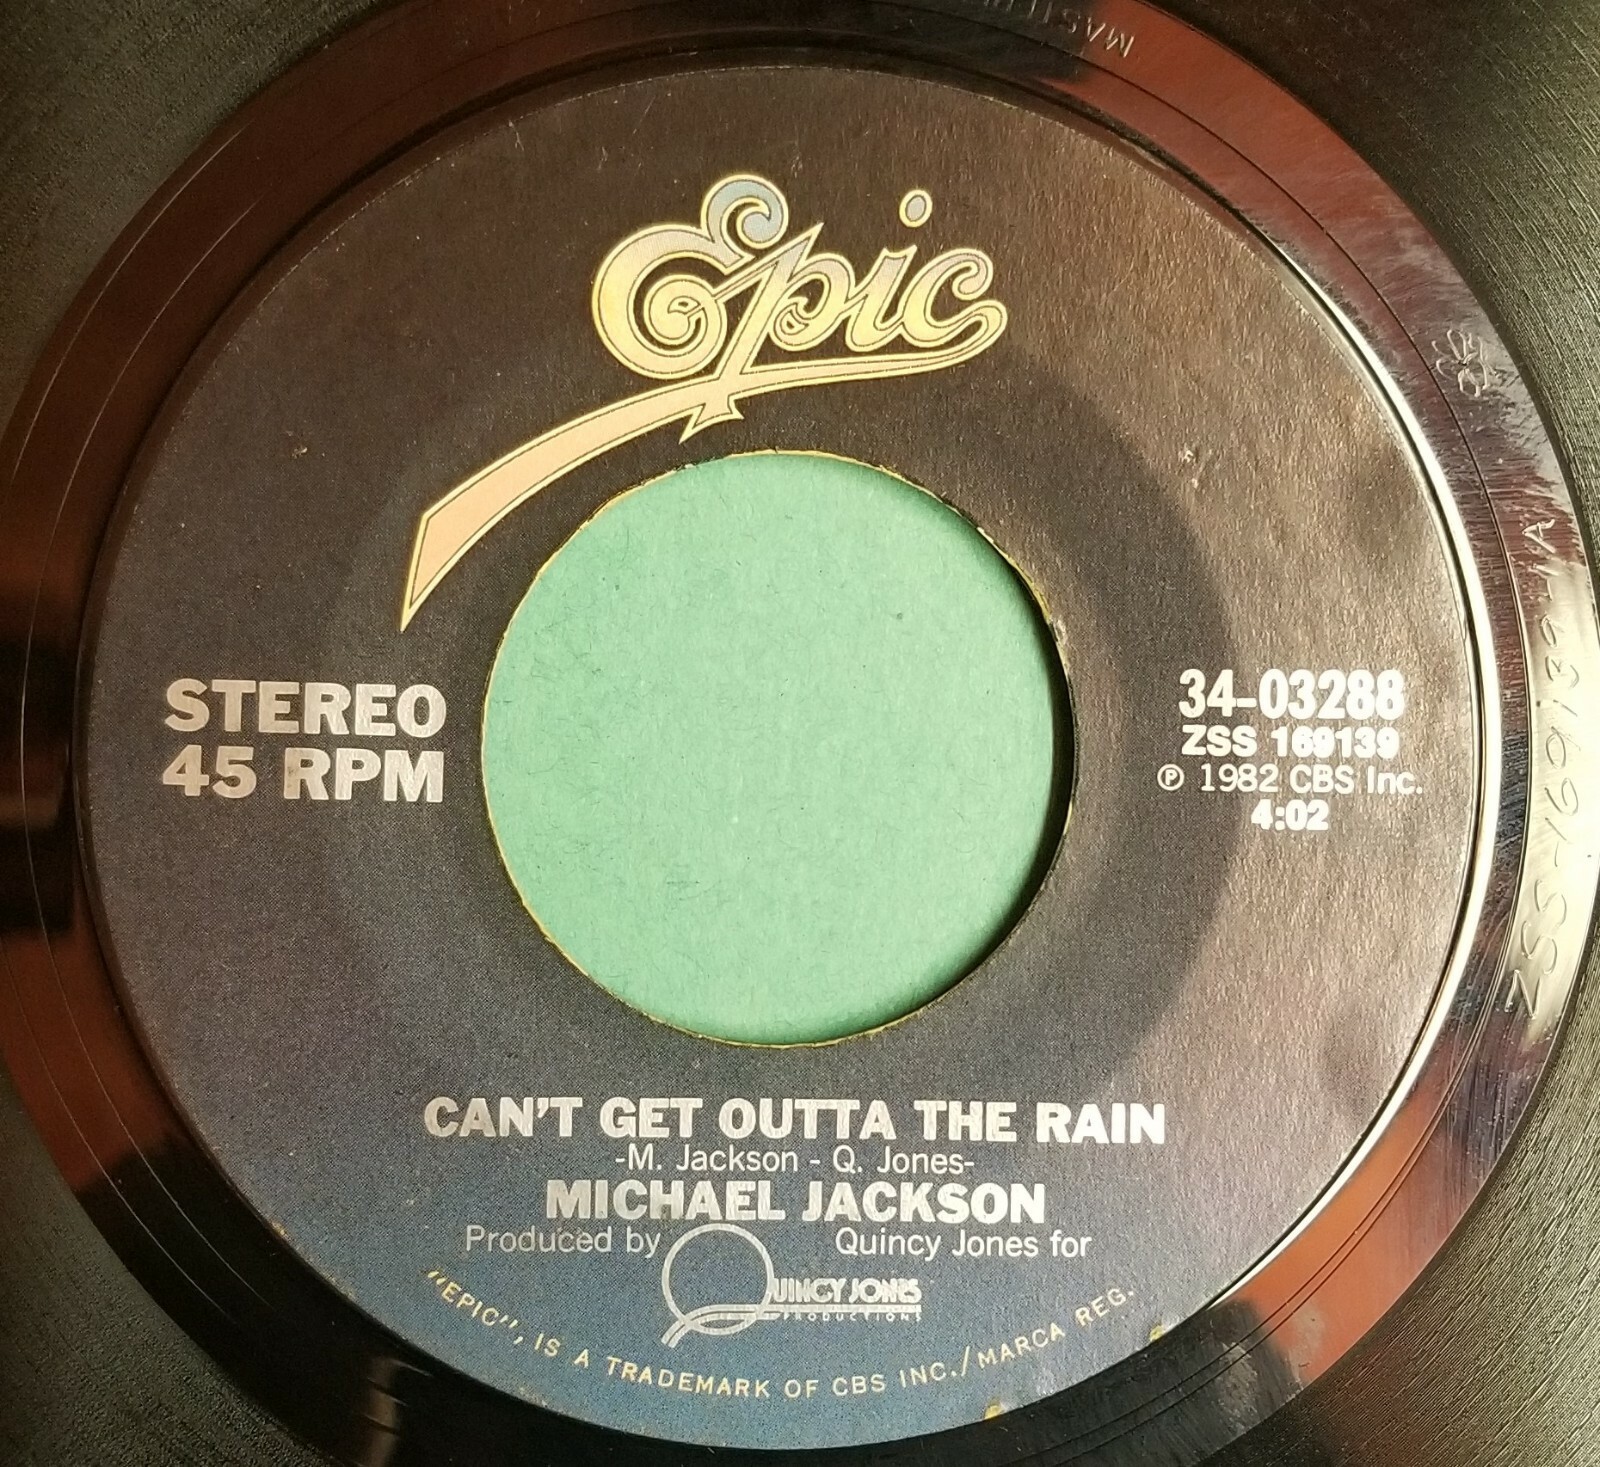 Epic
STEREO
45 RPM
34-03288
ZSS 169139
℗ 1982 CBS Inc.
4:02
CAN'T GET OUTTA THE RAIN
-M. Jackson - Q. Jones-
MICHAEL JACKSON
Produced by Quincy Jones for
QUINCY JONES
PRODUCTIONS
"EPIC", IS A TRADEMARK OF CBS INC./MARCA REG.